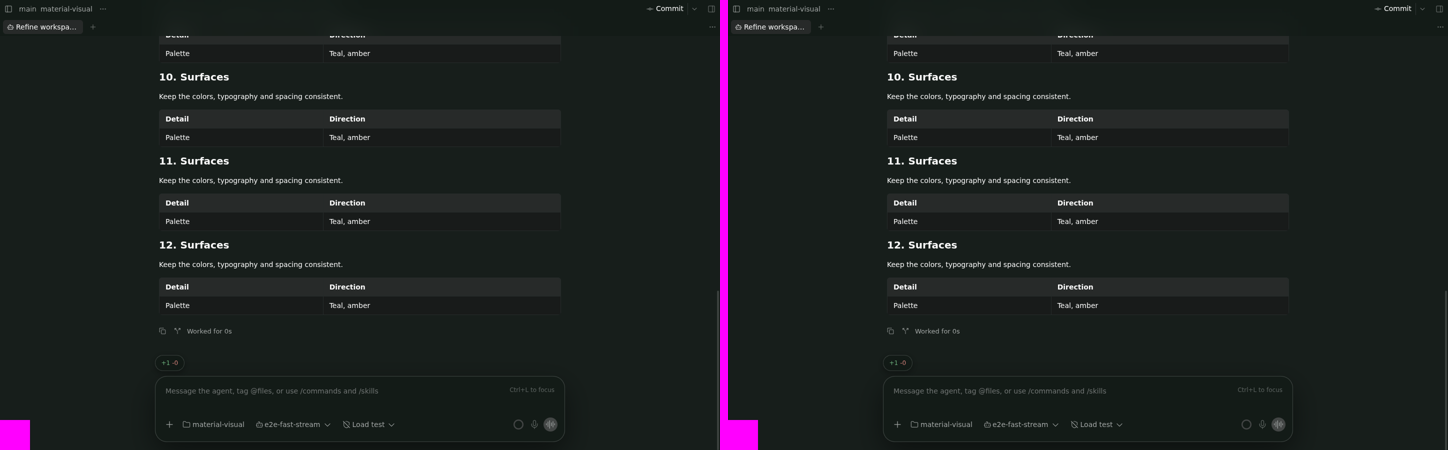 main material-visual ··· Commit
Refine workspa... +
Detail Direction
Palette Teal, amber
10. Surfaces
Keep the colors, typography and spacing consistent.
Detail Direction
Palette Teal, amber
11. Surfaces
Keep the colors, typography and spacing consistent.
Detail Direction
Palette Teal, amber
12. Surfaces
Keep the colors, typography and spacing consistent.
Detail Direction
Palette Teal, amber
Worked for 0s
+1 -0
Message the agent, tag @files, or use /commands and /skills Ctrl+L to focus
material-visual e2e-fast-stream Load test
main material-visual ··· Commit
Refine workspa... +
Detail Direction
Palette Teal, amber
10. Surfaces
Keep the colors, typography and spacing consistent.
Detail Direction
Palette Teal, amber
11. Surfaces
Keep the colors, typography and spacing consistent.
Detail Direction
Palette Teal, amber
12. Surfaces
Keep the colors, typography and spacing consistent.
Detail Direction
Palette Teal, amber
Worked for 0s
+1 -0
Message the agent, tag @files, or use /commands and /skills Ctrl+L to focus
material-visual e2e-fast-stream Load test